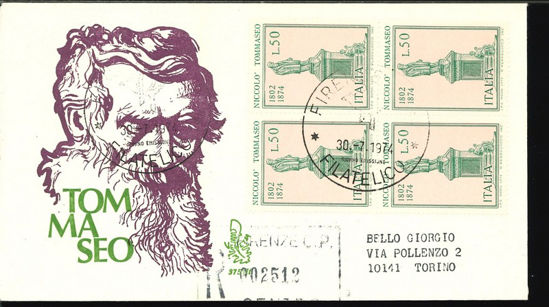 TOM
MA
SEO
L.50
NICCOLO' TOMMASEO
1802
1874
ITALIA
L.50
NICCOLO' TOMMASEO
1802
1874
ITALIA
L.50
NICCOLO' TOMMASEO
1802
1874
ITALIA
L.50
NICCOLO' TOMMASEO
1802
1874
ITALIA
30.-7.1974
FILATELICO
FILATELICO
R
002512
BELLO GIORGIO
VIA POLLENZO 2
10141 TORINO